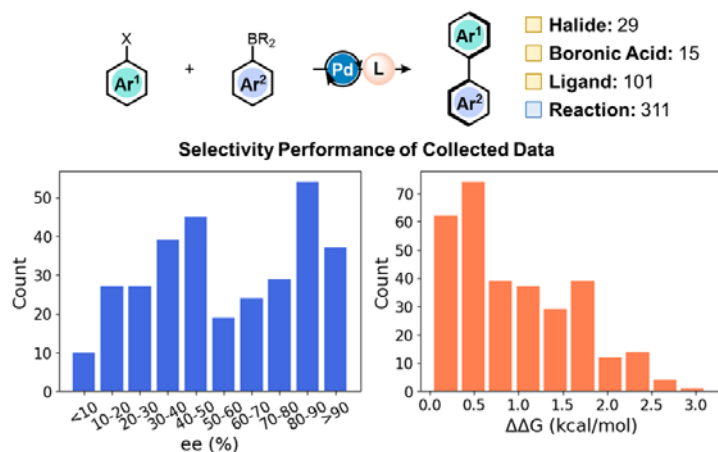 X
BR₂
Ar¹
+
Ar²
Pd
L
Ar¹
Ar²
Halide: 29
Boronic Acid: 15
Ligand: 101
Reaction: 311
Selectivity Performance of Collected Data
Count
50
40
30
20
10
0
<10
10-20
20-30
30-40
40-50
50-60
60-70
70-80
80-90
>90
ee (%)
Count
70
60
50
40
30
20
10
0
0.0
0.5
1.0
1.5
2.0
2.5
3.0
ΔΔG (kcal/mol)